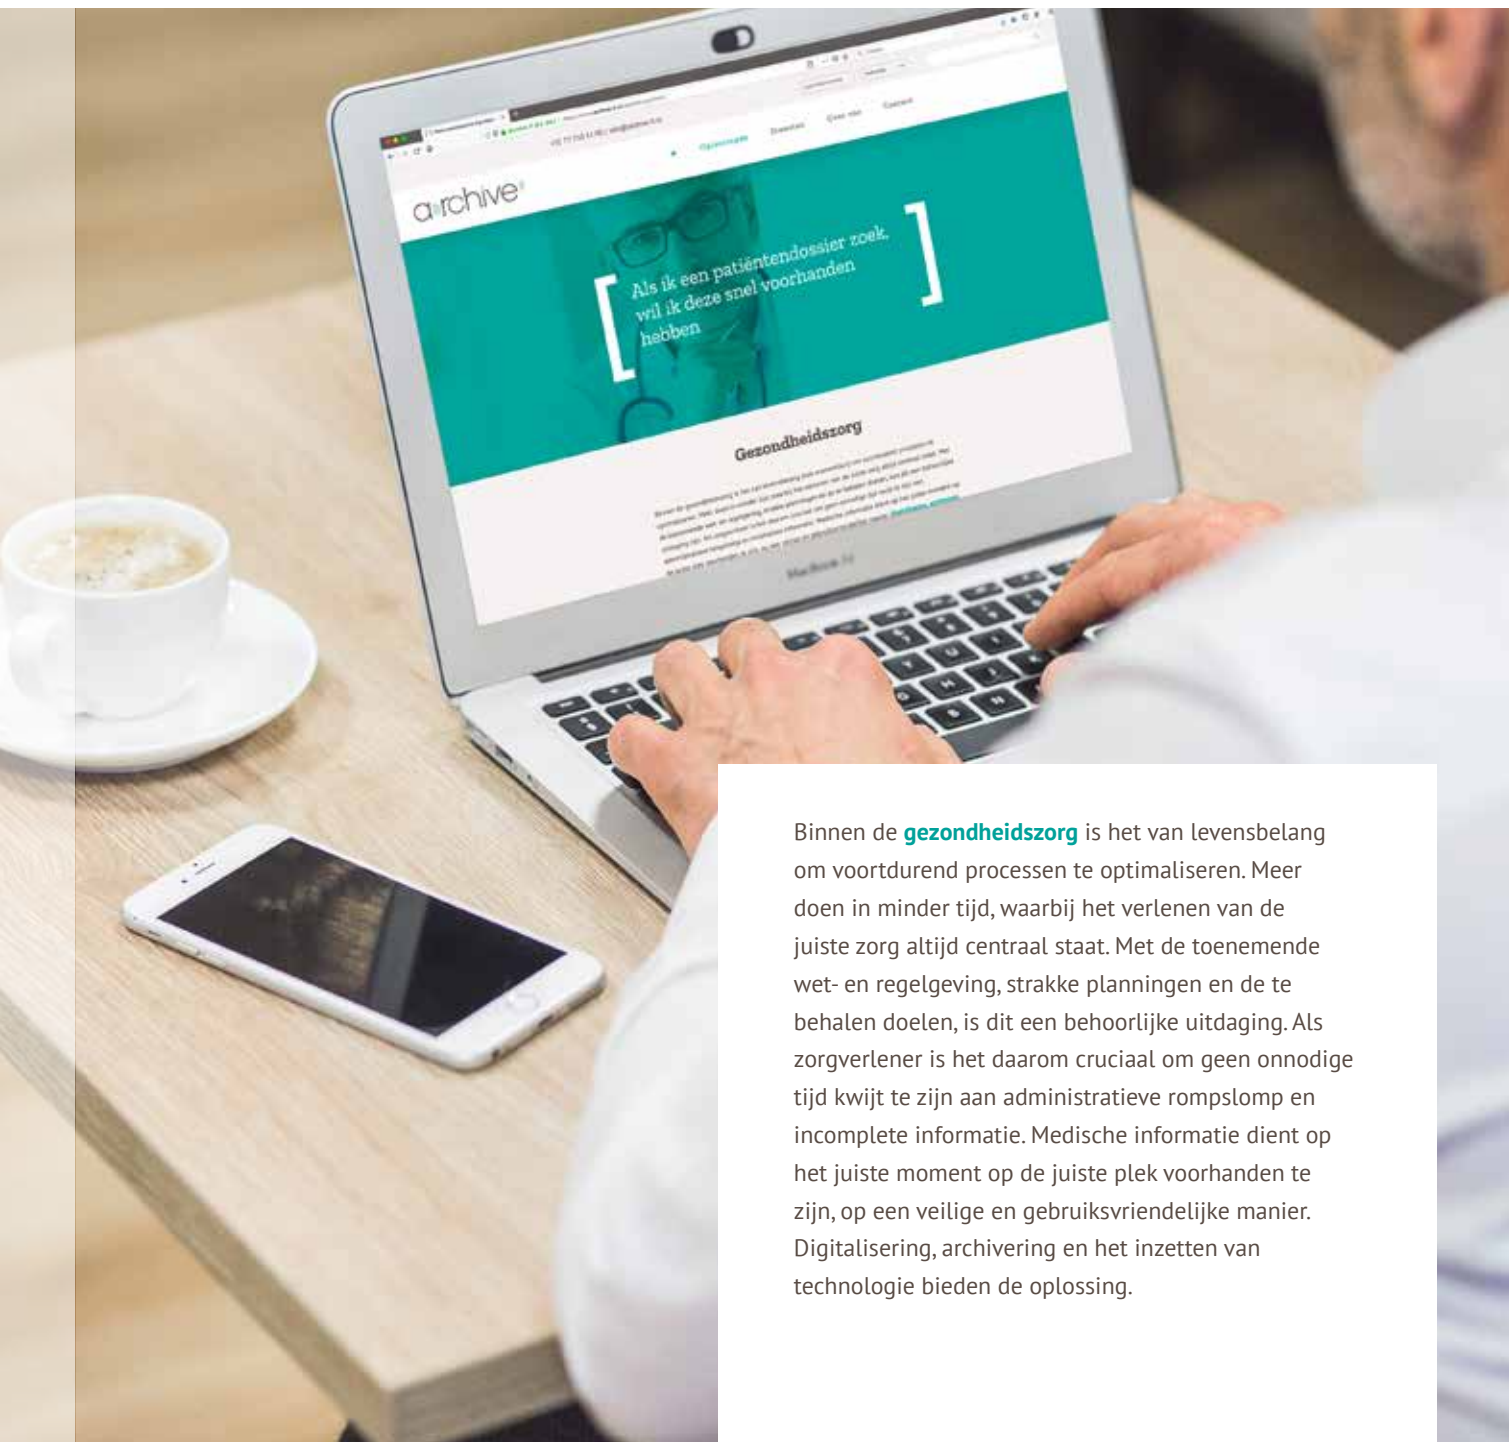 a-rchive-it
Als ik een patiëntendossier zoek,
wil ik deze snel voorhanden
hebben
Gezondheidszorg
MacBook Air
Binnen de gezondheidszorg is het van levensbelang
om voortdurend processen te optimaliseren. Meer
doen in minder tijd, waarbij het verlenen van de
juiste zorg altijd centraal staat. Met de toenemende
wet- en regelgeving, strakke planningen en de te
behalen doelen, is dit een behoorlijke uitdaging. Als
zorgverlener is het daarom cruciaal om geen onnodige
tijd kwijt te zijn aan administratieve rompslomp en
incomplete informatie. Medische informatie dient op
het juiste moment op de juiste plek voorhanden te
zijn, op een veilige en gebruiksvriendelijke manier.
Digitalisering, archivering en het inzetten van
technologie bieden de oplossing.